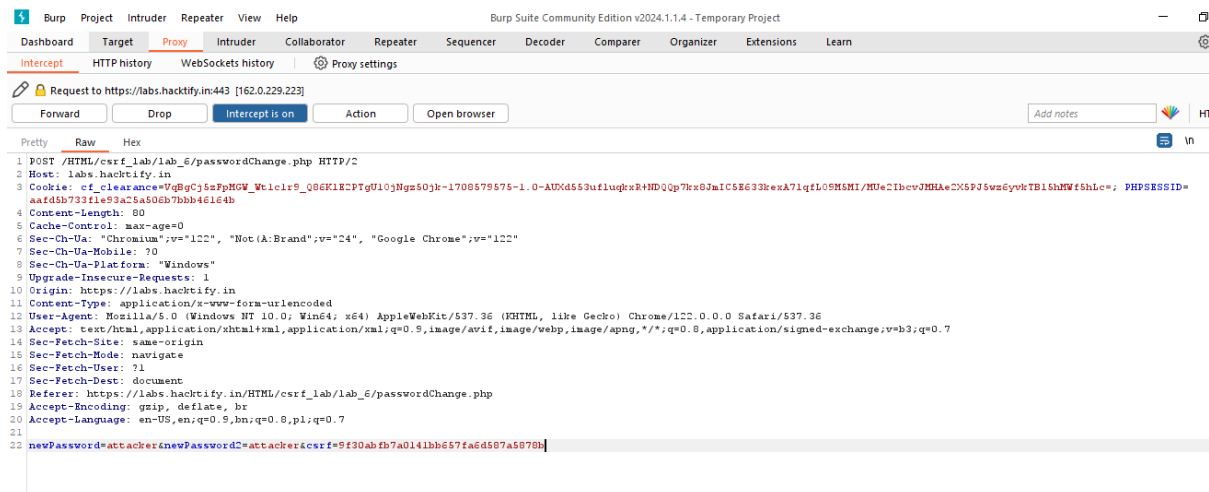 Burp Project Intruder Repeater View Help Burp Suite Community Edition v2024.1.1.4 - Temporary Project
Dashboard Target Proxy Intruder Collaborator Repeater Sequencer Decoder Comparer Organizer Extensions Learn
Intercept HTTP history WebSockets history Proxy settings
Request to https://labs.hacktify.in:443 [162.0.229.223]
Forward Drop Intercept is on Action Open browser Add notes
Pretty Raw Hex \n
1 POST /HTML/csrf_lab/lab_6/passwordChange.php HTTP/2
2 Host: labs.hacktify.in
3 Cookie: PHPSESSID=
aafd5b733f1e93a25a506b7bbb46164b
4 Content-Length: 80
5 Cache-Control: max-age=0
6 Sec-Ch-Ua: "Chromium";v="122", "Not(A:Brand";v="24", "Google Chrome";v="122"
7 Sec-Ch-Ua-Mobile: ?0
8 Sec-Ch-Ua-Platform: "Windows"
9 Upgrade-Insecure-Requests: 1
10 Origin: https://labs.hacktify.in
11 Content-Type: application/x-www-form-urlencoded
12 User-Agent: Mozilla/5.0 (Windows NT 10.0; Win64; x64) AppleWebKit/537.36 (KHTML, like Gecko) Chrome/122.0.0.0 Safari/537.36
13 Accept: text/html,application/xhtml+xml,application/xml;q=0.9,image/avif,image/webp,image/apng,*/*;q=0.8,application/signed-exchange;v=b3;q=0.7
14 Sec-Fetch-Site: same-origin
15 Sec-Fetch-Mode: navigate
16 Sec-Fetch-User: ?1
17 Sec-Fetch-Dest: document
18 Referer: https://labs.hacktify.in/HTML/csrf_lab/lab_6/passwordChange.php
19 Accept-Encoding: gzip, deflate, br
20 Accept-Language: en-US,en;q=0.9,bn;q=0.8,pl;q=0.7
21
22 newPassword=attacker&newPassword2=attacker&csrf=9f30abfb7a0141bb657fa6d587a5878b